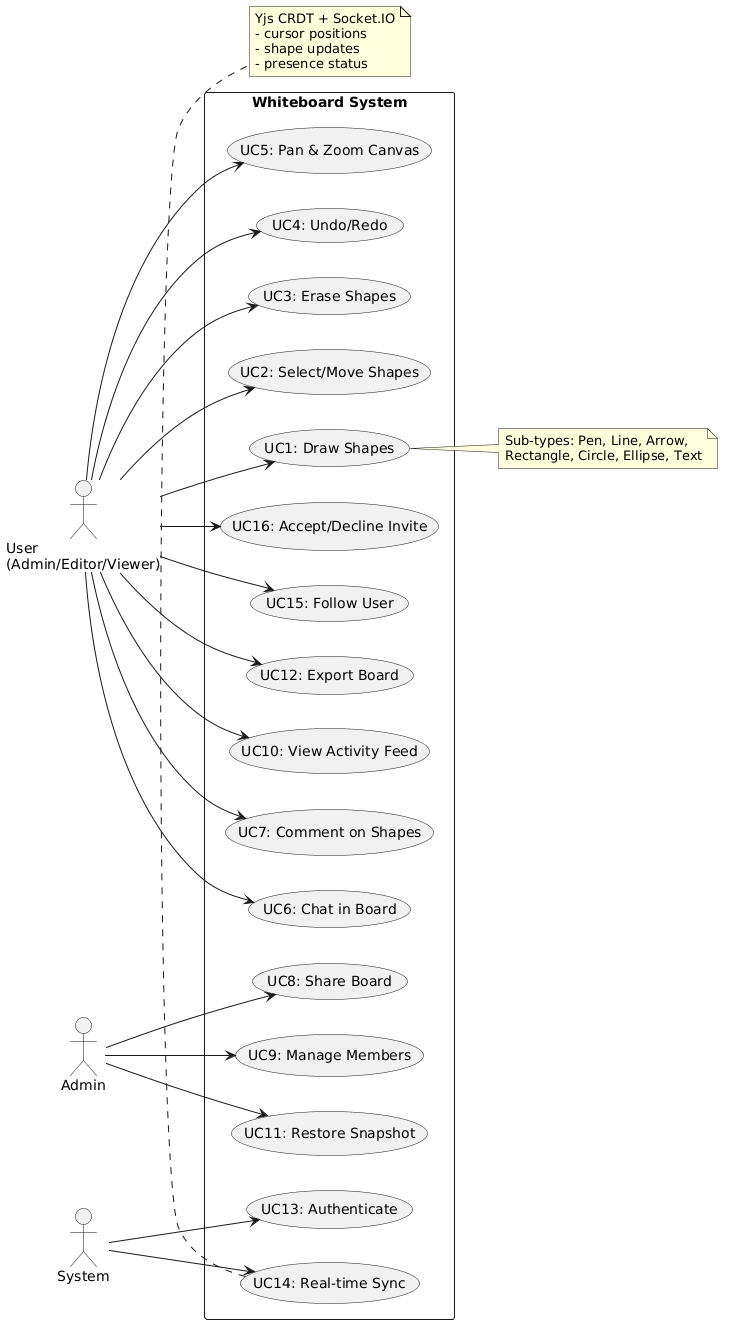 Yjs CRDT + Socket.IO
- cursor positions
- shape updates
- presence status
Whiteboard System
UC5: Pan & Zoom Canvas
UC4: Undo/Redo
UC3: Erase Shapes
UC2: Select/Move Shapes
UC1: Draw Shapes
Sub-types: Pen, Line, Arrow,
Rectangle, Circle, Ellipse, Text
UC16: Accept/Decline Invite
User
(Admin/Editor/Viewer)
UC15: Follow User
UC12: Export Board
UC10: View Activity Feed
UC7: Comment on Shapes
UC6: Chat in Board
UC8: Share Board
UC9: Manage Members
Admin
UC11: Restore Snapshot
UC13: Authenticate
System
UC14: Real-time Sync